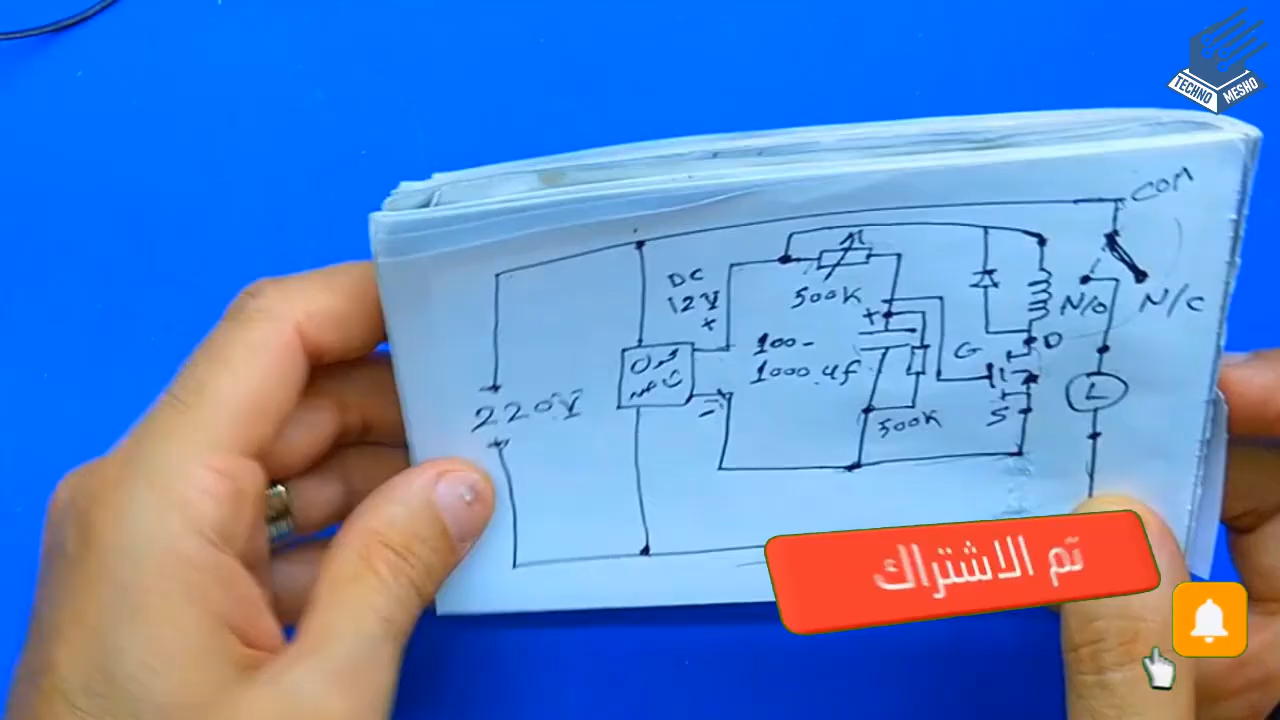 TECHNO MESHO
COM
DC
12V
+
500K
N/O
N/C
+
100-
1000.uf
G
D
220V
L
500K
S
تم الاشتراك